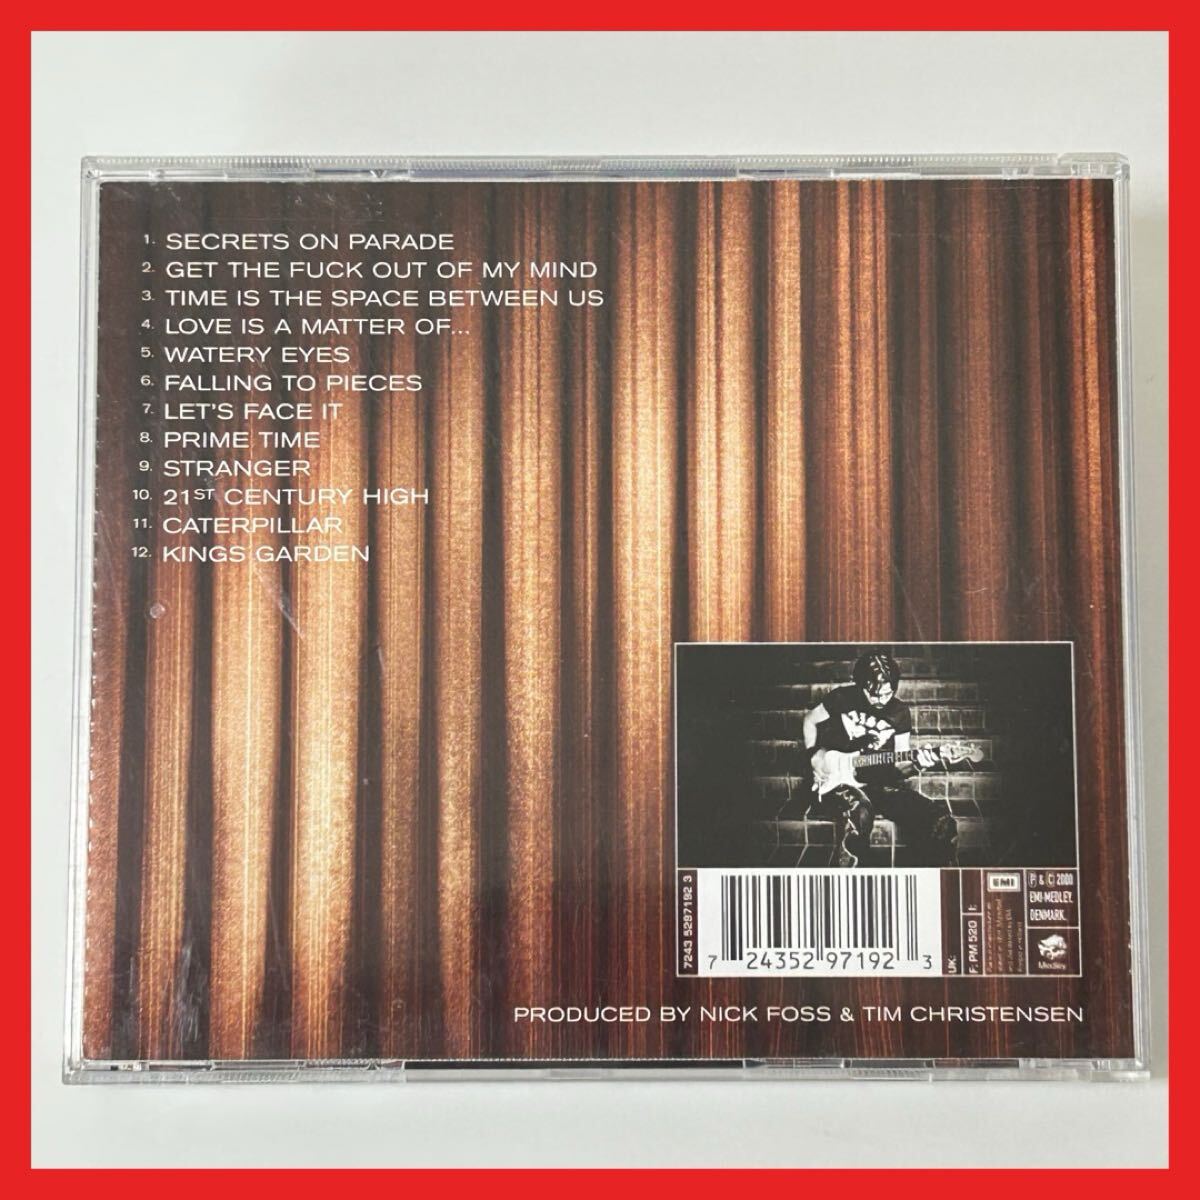 1. SECRETS ON PARADE
2. GET THE FUCK OUT OF MY MIND
3. TIME IS THE SPACE BETWEEN US
4. LOVE IS A MATTER OF...
5. WATERY EYES
6. FALLING TO PIECES
7. LET'S FACE IT
8. PRIME TIME
9. STRANGER
10. 21ST CENTURY HIGH
11. CATERPILLAR
12. KINGS GARDEN
7243 5297192 3
7 24352 97192 3
UK:
F: PM 520
I:
EMI
℗ & © 2000
EMI-MEDLEY,
DENMARK.
Medley
PRODUCED BY NICK FOSS & TIM CHRISTENSEN